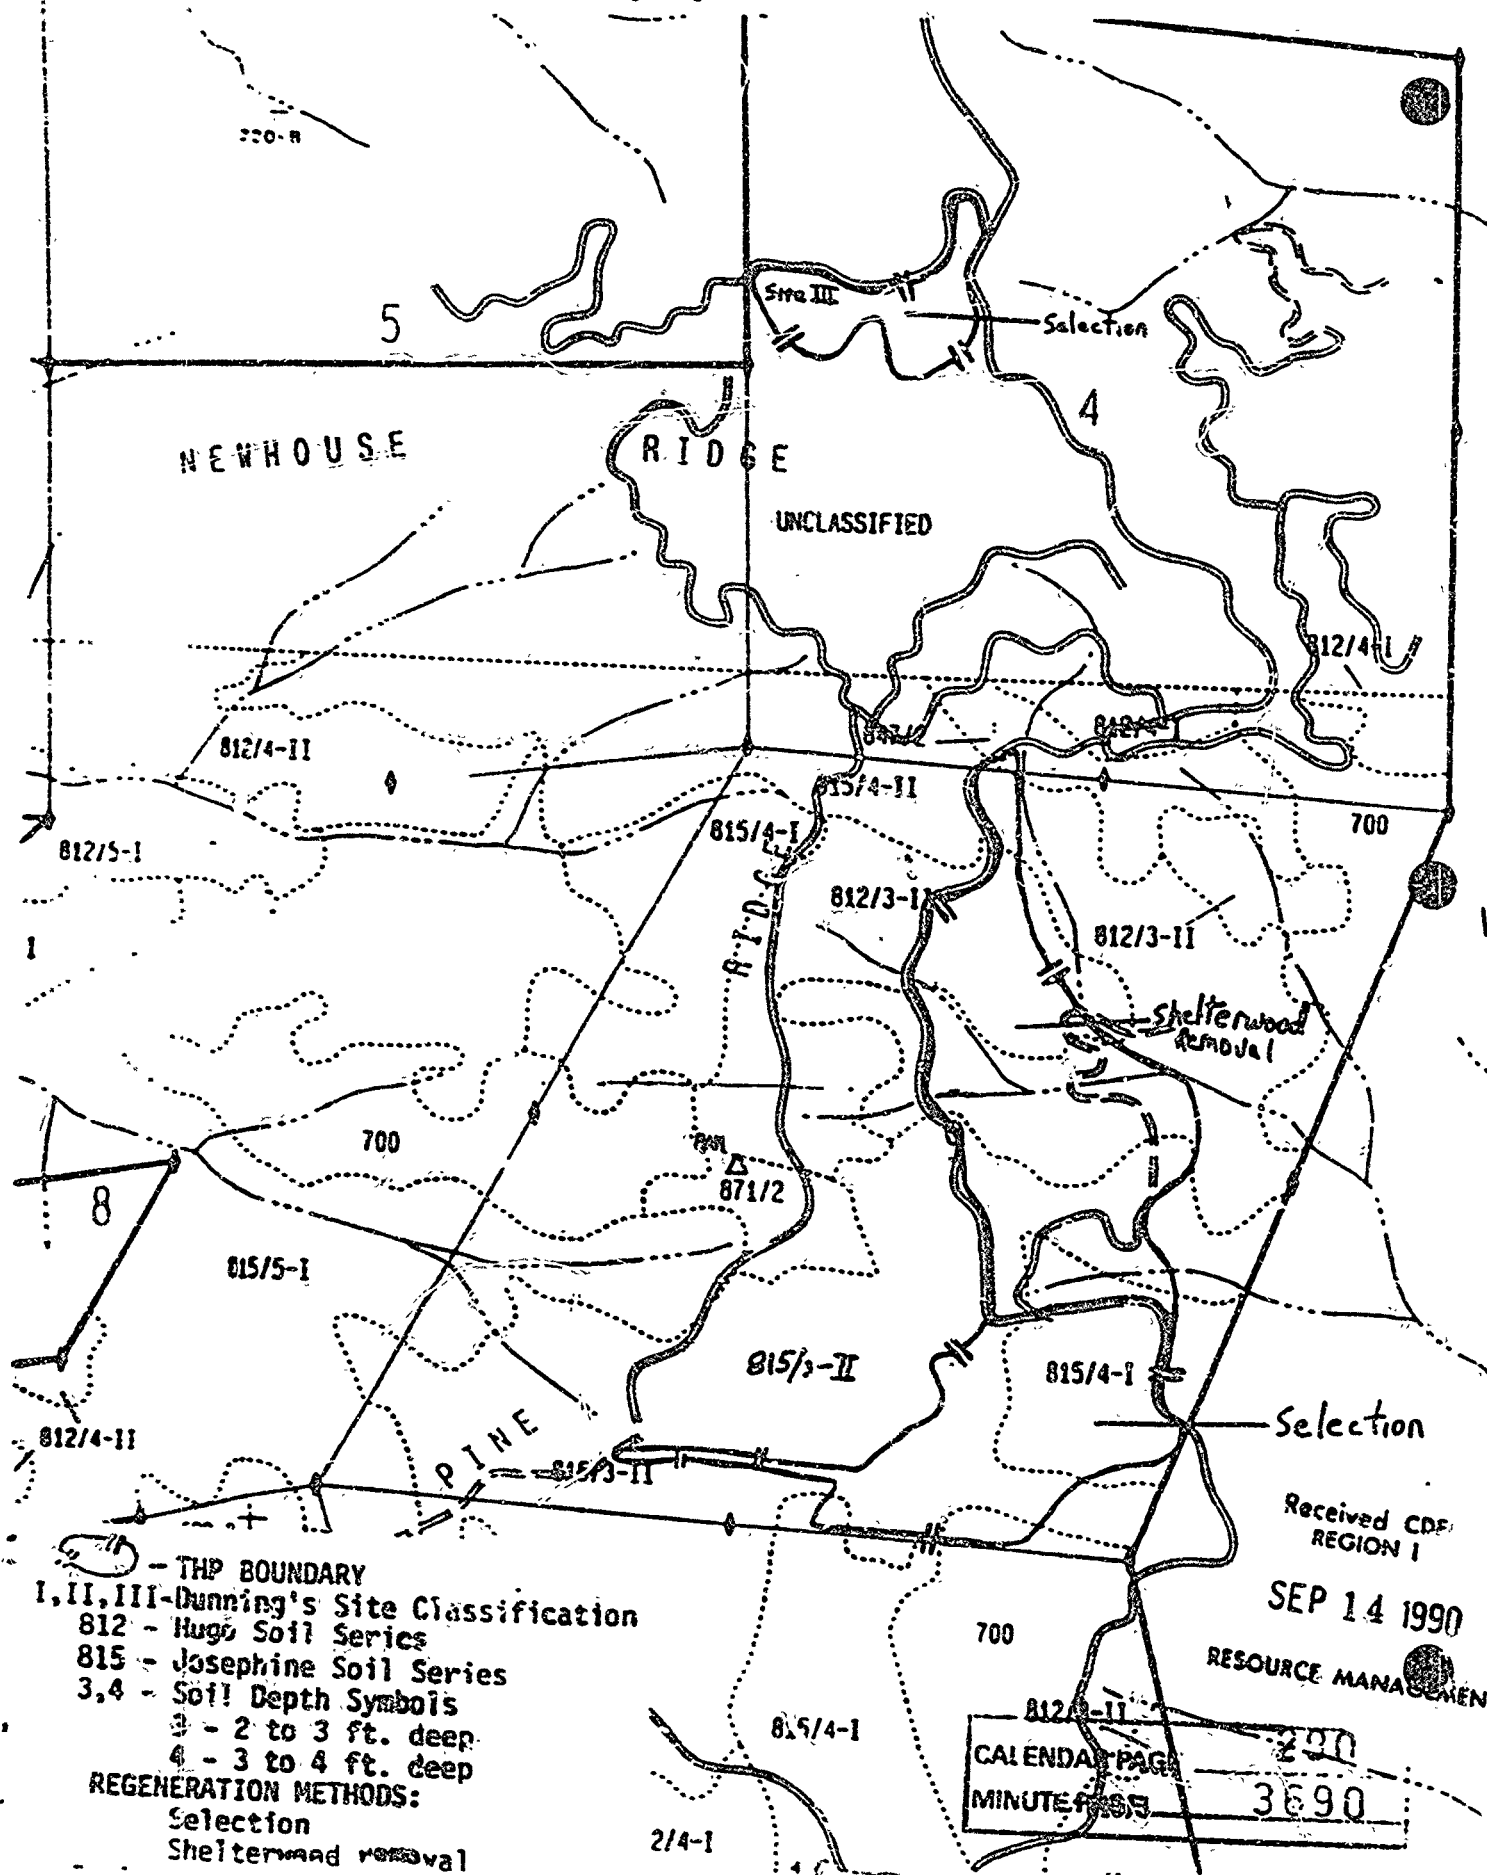 Site III
Selection
5
4
NEWHOUSE RIDGE
UNCLASSIFIED
812/4-I
812/4-II
815/4-II
700
812/5-I
815/4-I
RIDGE
812/3-II
812/3-II
I
Shelterwood
Removal
700
871/2
8
815/5-I
815/3-II
815/4-I
Selection
812/4-II
PINE
815/3-II
Received CDF
REGION I
- THP BOUNDARY
I,II,III-Dunning's Site Classification
SEP 14 1990
812 - Hugo Soil Series
700
815 - Josephine Soil Series
RESOURCE MANAGEMEN
3,4 - Soil Depth Symbols
3 - 2 to 3 ft. deep
815/4-I
4 - 3 to 4 ft. deep
CALENDAR PAGE
REGENERATION METHODS:
MINUTE PAGE 3690
Selection
2/4-I
Shelterwood removal